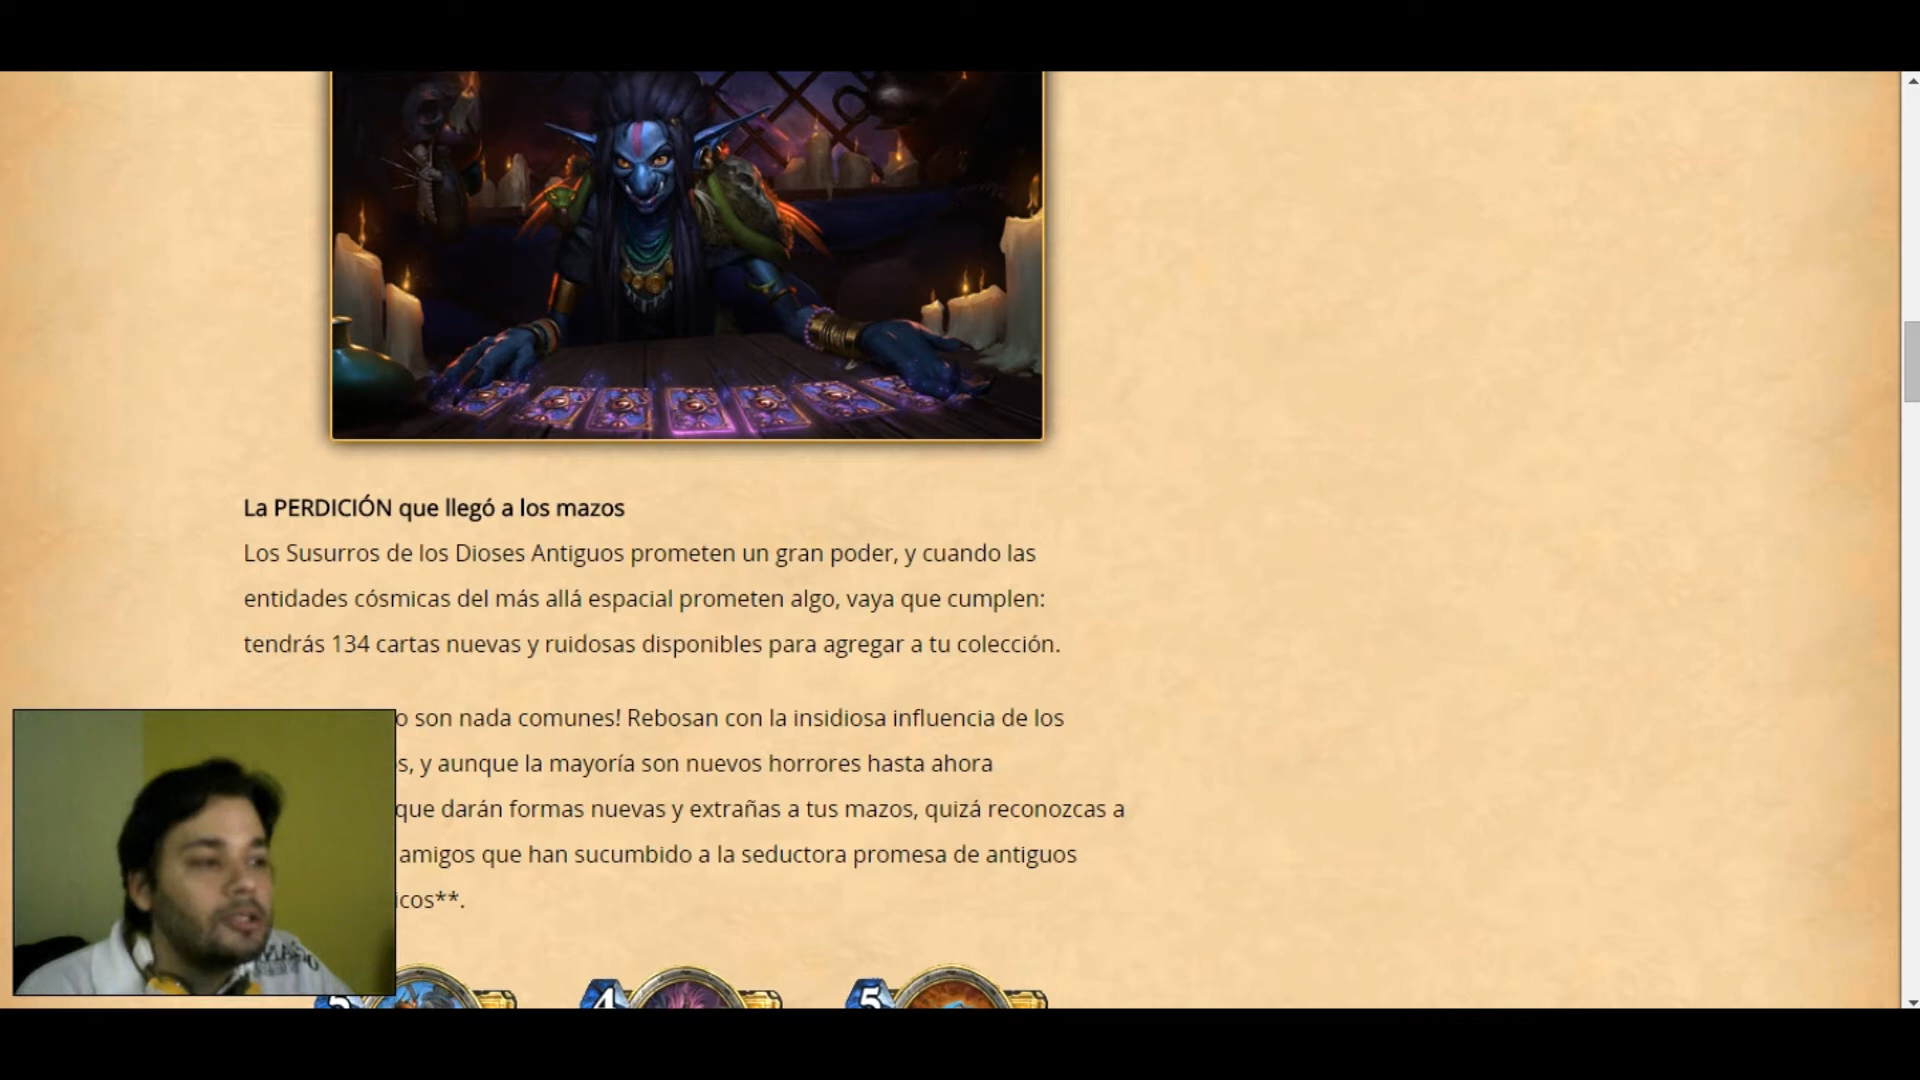 La PERDICIÓN que llegó a los mazos
Los Susurros de los Dioses Antiguos prometen un gran poder, y cuando las
entidades cósmicas del más allá espacial prometen algo, vaya que cumplen:
tendrás 134 cartas nuevas y ruidosas disponibles para agregar a tu colección.
o son nada comunes! Rebosan con la insidiosa influencia de los
s, y aunque la mayoría son nuevos horrores hasta ahora
que darán formas nuevas y extrañas a tus mazos, quizá reconozcas a
amigos que han sucumbido a la seductora promesa de antiguos
icos**.
4 5